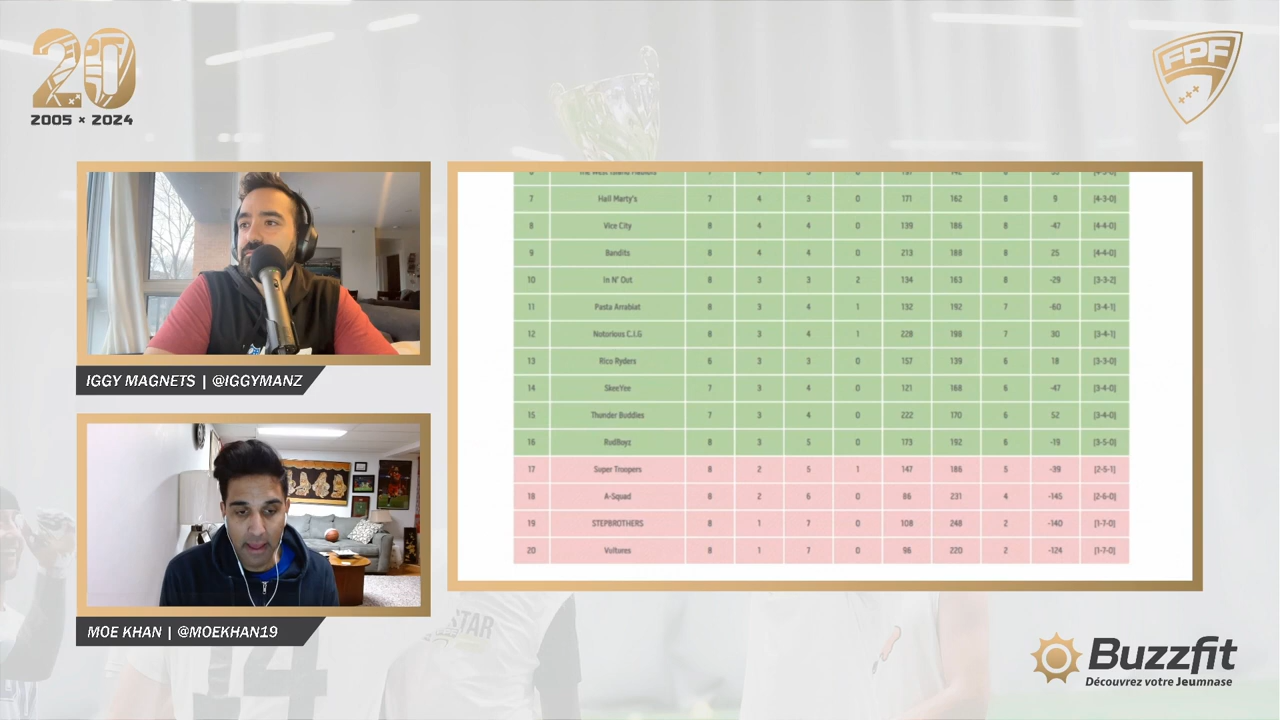 20
2005 × 2024
FPF
7 Hail Marty's 7 4 3 0 171 162 8 9 (4-3-0)
8 Vice City 8 4 4 0 139 186 8 -47 (4-4-0)
9 Bandits 8 4 4 0 213 188 8 25 (4-4-0)
10 In N' Out 8 3 3 2 134 163 8 -29 (3-3-2)
11 Pasta Arrabiat 8 3 4 1 132 192 7 -60 (3-4-1)
12 Notorious C.I.G 8 3 4 1 228 198 7 30 (3-4-1)
13 Rico Ryders 6 3 3 0 157 139 6 18 (3-3-0)
14 SkeeYee 7 3 4 0 121 168 6 -47 (3-4-0)
15 Thunder Buddies 7 3 4 0 222 170 6 52 (3-4-0)
16 RudBoyz 8 3 5 0 173 192 6 -19 (3-5-0)
17 Super Troopers 8 2 5 1 147 186 5 -39 (2-5-1)
18 A-Squad 8 2 6 0 86 231 4 -145 (2-6-0)
19 STEPBROTHERS 8 1 7 0 108 248 2 -140 (1-7-0)
20 Vultures 8 1 7 0 96 220 2 -124 (1-7-0)
IGGY MAGNETS | @IGGYMANZ
MOE KHAN | @MOEKHAN19
STAR
14
Buzzfit
Découvrez votre Jeumnase